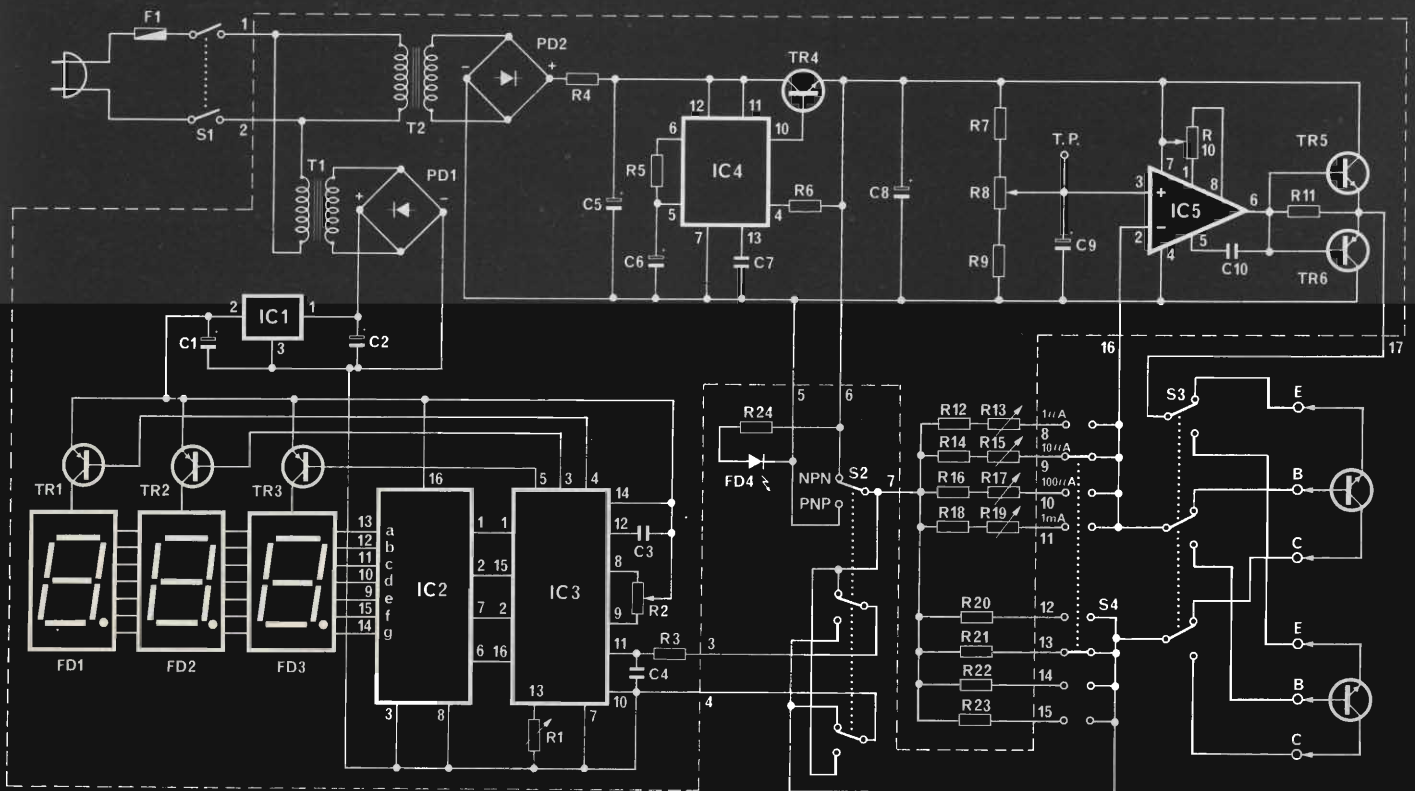 F1
1
S1
2
T2
PD2
R4
TR4
T1
PD1
12
11
6
10
R5
IC4
5
4
R6
7
13
C5
C6
C7
C8
R7
R8
R9
T.P.
C9
7
R
10
1
8
3
+
IC5
2
-
4
5
6
C10
R11
TR5
TR6
2
IC1
1
3
C1
C2
16
17
5
6
TR1
TR2
TR3
FD1
FD2
FD3
16
13 a
12 b
11 c
10 d
9 e
15 f
14 g
IC2
1
2
7
6
3
8
5
3
4
1
15
2
16
IC3
14
12
8
9
11
10
13
7
C3
R2
R3
3
C4
4
R1
R24
FD4
NPN
S2
PNP
7
R12
R13
1µA
8
R14
R15
10µA
9
R16
R17
100µA
10
R18
R19
1mA
11
R20
12
S4
R21
13
R22
14
R23
15
S3
E
B
C
E
B
C